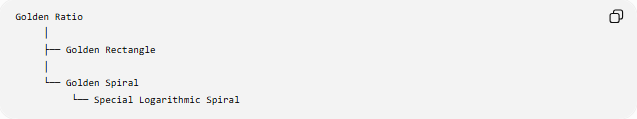 Golden Ratio
│
├── Golden Rectangle
│
└── Golden Spiral
└── Special Logarithmic Spiral